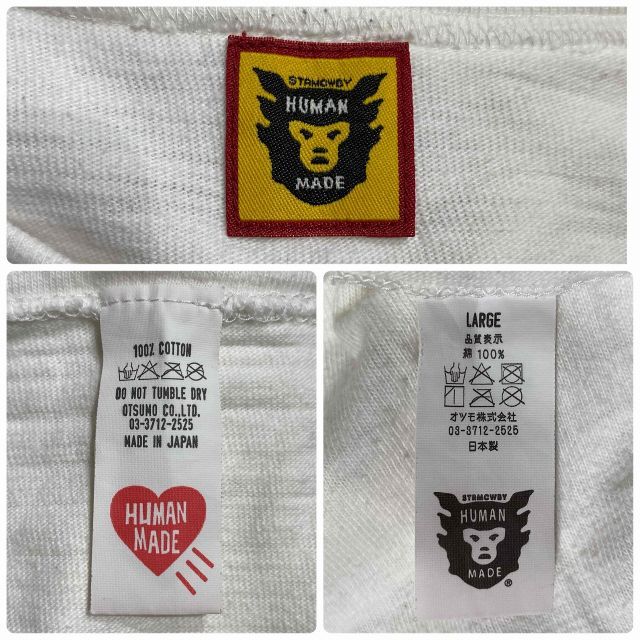 STRMCWBY
HUMAN
MADE
100% COTTON
DO NOT TUMBLE DRY
OTSUMO CO.,LTD.
03-3712-2525
MADE IN JAPAN
HUMAN
MADE
LARGE
品質表示
綿 100%
オツモ株式会社
03-3712-2525
日本製
STRMCWBY
HUMAN
MADE
®